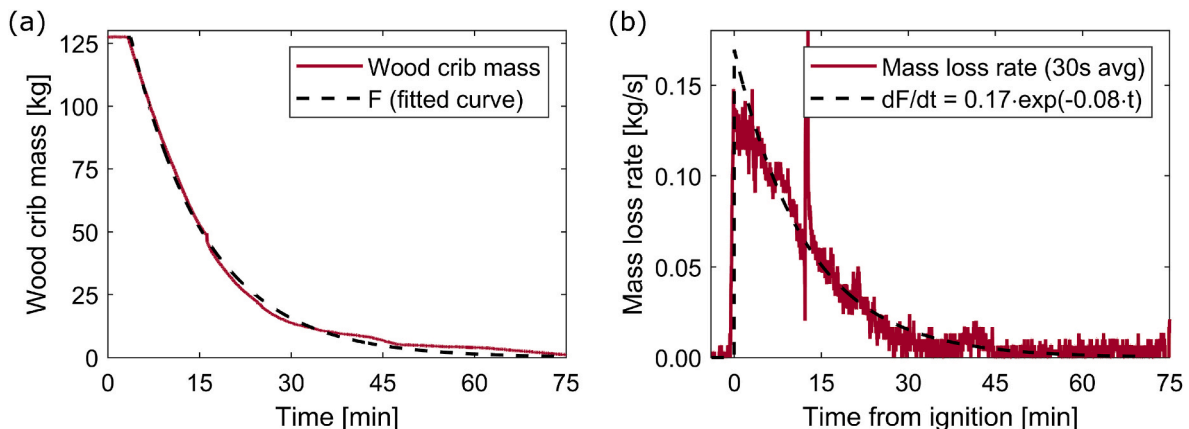 (a)
Wood crib mass [kg]
125
100
75
50
25
0
0 15 30 45 60 75
Time [min]
Wood crib mass
F (fitted curve)
(b)
Mass loss rate [kg/s]
0.15
0.10
0.05
0.00
0 15 30 45 60 75
Time from ignition [min]
Mass loss rate (30s avg)
dF/dt = 0.17·exp(-0.08·t)